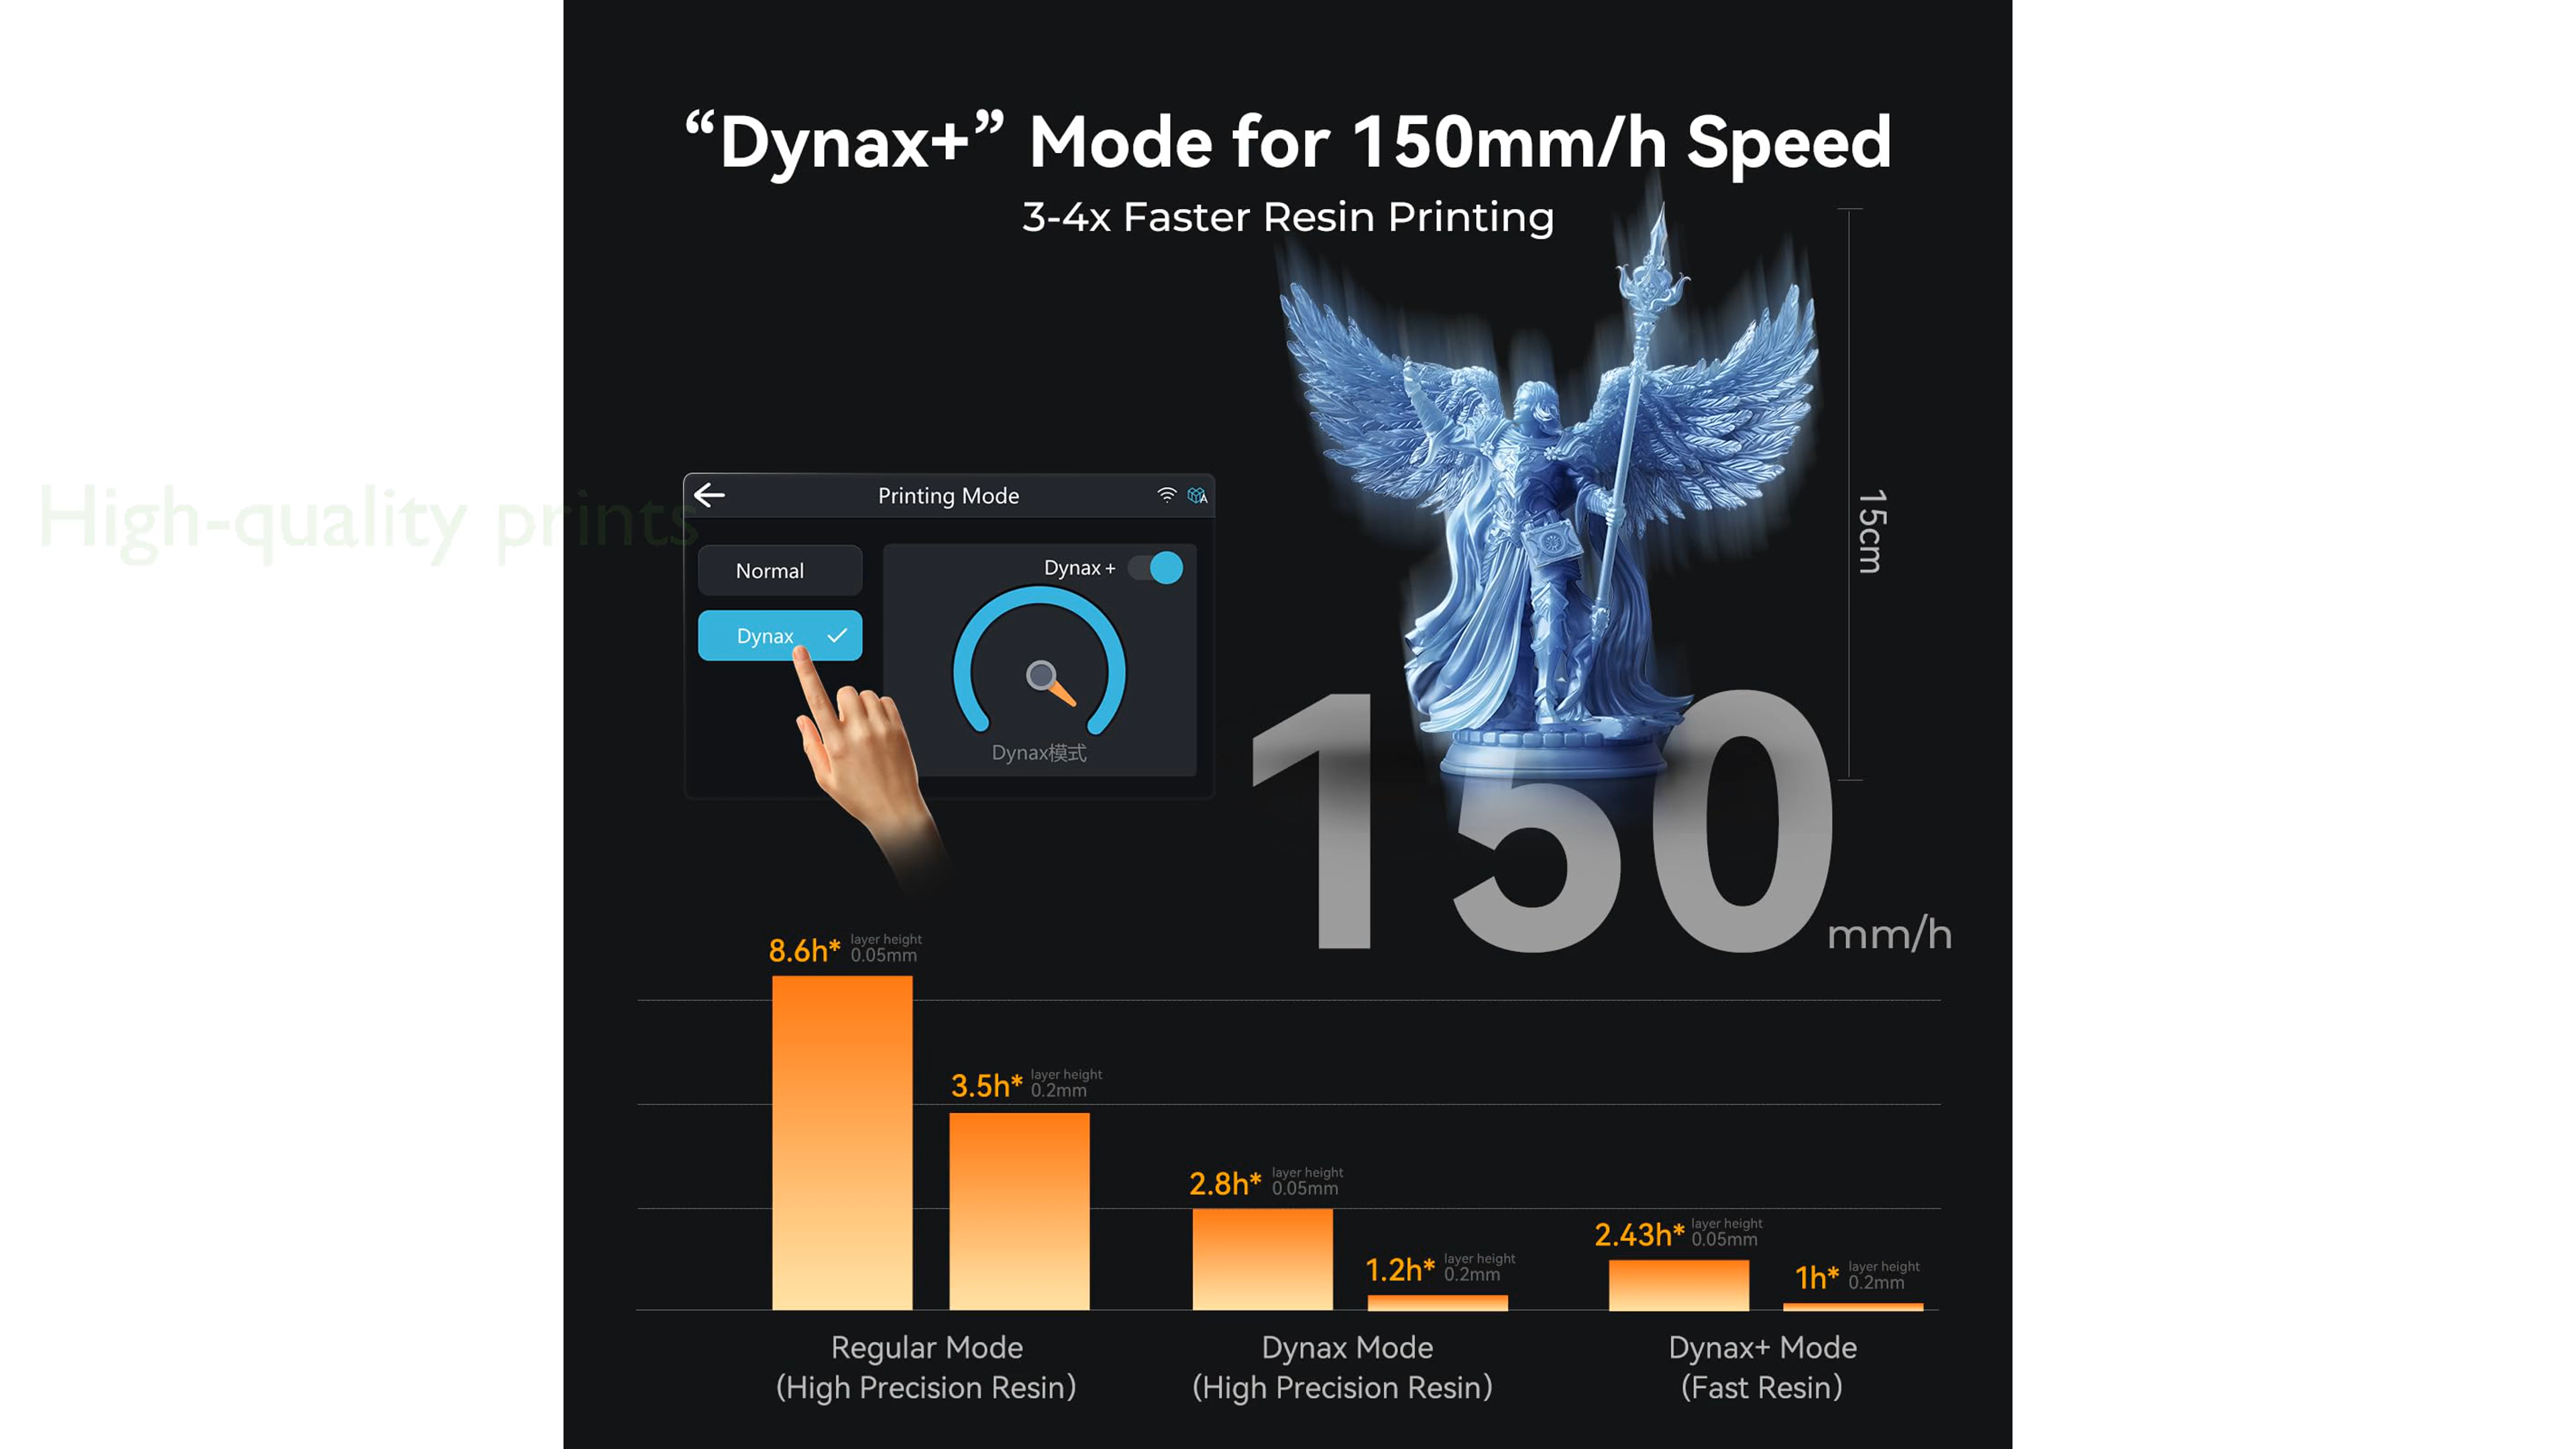 “Dynax+” Mode for 150mm/h Speed
3-4x Faster Resin Printing
15cm
High-quality prints
Printing Mode
Normal
Dynax
Dynax +
Dynax模式
150 mm/h
8.6h* layer height 0.05mm
3.5h* layer height 0.2mm
2.8h* layer height 0.05mm
1.2h* layer height 0.2mm
2.43h* layer height 0.05mm
1h* layer height 0.2mm
Regular Mode
(High Precision Resin)
Dynax Mode
(High Precision Resin)
Dynax+ Mode
(Fast Resin)